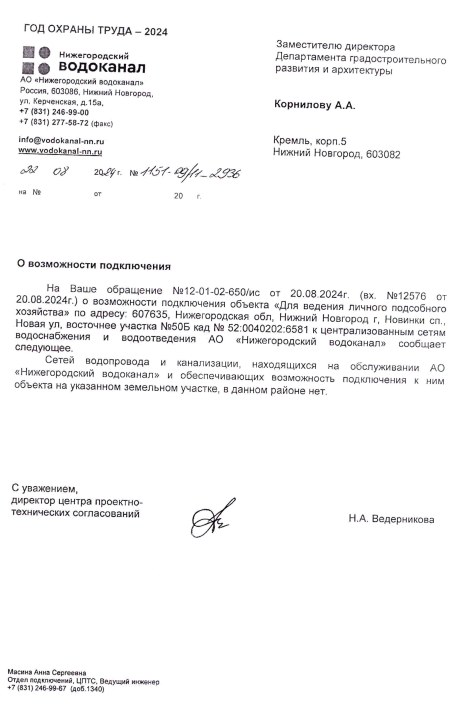 ГОД ОХРАНЫ ТРУДА – 2024
Нижегородский
ВОДОКАНАЛ
АО «Нижегородский водоканал»
Россия, 603086, Нижний Новгород,
ул. Керченская, д.15а,
+7 (831) 246-99-00
+7 (831) 277-58-72 (факс)
info@vodokanal-nn.ru
www.vodokanal-nn.ru
22 08 2024 г. № 1151-09/11-2936
на № от 20 г.
Заместителю директора
Департамента градостроительного
развития и архитектуры
Корнилову А.А.
Кремль, корп.5
Нижний Новгород, 603082
О возможности подключения
На Ваше обращение №12-01-02-650/ис от 20.08.2024г. (вх. №12576 от
20.08.2024г.) о возможности подключения объекта «Для ведения личного подсобного
хозяйства» по адресу: 607635, Нижегородская обл, Нижний Новгород г, Новинки сп.,
Новая ул, восточнее участка №50Б кад № 52:0040202:6581 к централизованным сетям
водоснабжения и водоотведения АО «Нижегородский водоканал» сообщает
следующее.
Сетей водопровода и канализации, находящихся на обслуживании АО
«Нижегородский водоканал» и обеспечивающих возможность подключения к ним
объекта на указанном земельном участке, в данном районе нет.
С уважением,
директор центра проектно-
технических согласований
Н.А. Ведерникова
Масина Анна Сергеевна
Отдел подключений, ЦПТС, Ведущий инженер
+7 (831) 246-99-67 (доб.1340)